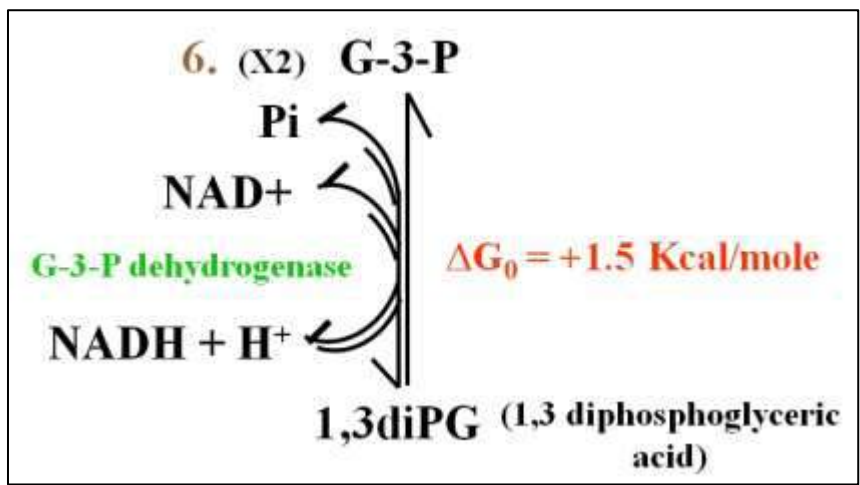 6. (X2) G-3-P
Pi
NAD+
G-3-P dehydrogenase
ΔG₀ = +1.5 Kcal/mole
NADH + H⁺
1,3diPG (1,3 diphosphoglyceric
acid)